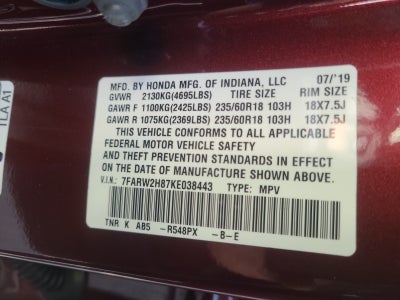 MFD. BY HONDA MFG. OF INDIANA, LLC 07/'19
GVWR 2130KG(4695LBS) TIRE SIZE RIM SIZE
GAWR F 1100KG(2425LBS) 235/60R18 103H 18X7.5J
GAWR R 1075KG(2369LBS) 235/60R18 103H 18X7.5J
THIS VEHICLE CONFORMS TO ALL APPLICABLE
FEDERAL MOTOR VEHICLE SAFETY
AND THEFT PREVENTION STANDARDS IN EFFECT
ON THE DATE OF MANUFACTURE SHOWN ABOVE.
V.I.N.: 7FARW2H87KE038443 TYPE: MPV
TNR K AB5 -R548PX -B-E
1LA A1